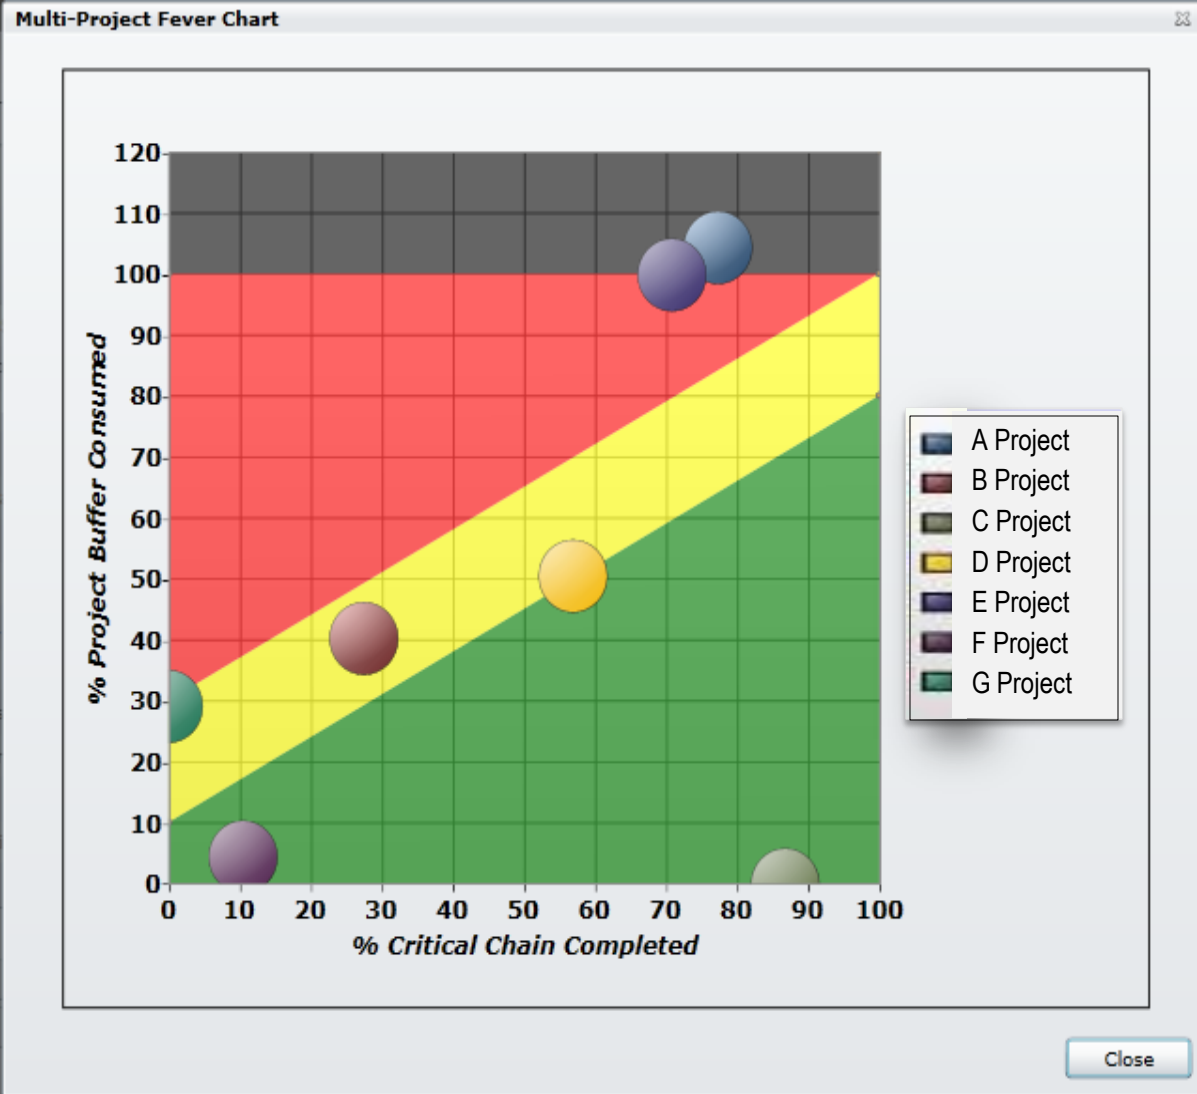 Multi-Project Fever Chart
120
110
100
90
80
70
60
50
40
30
20
10
0
% Project Buffer Consumed
0 10 20 30 40 50 60 70 80 90 100
% Critical Chain Completed
A Project
B Project
C Project
D Project
E Project
F Project
G Project
Close